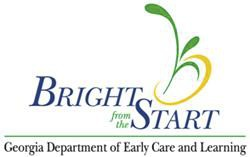 BRIGHT
from the START
Georgia Department of Early Care and Learning